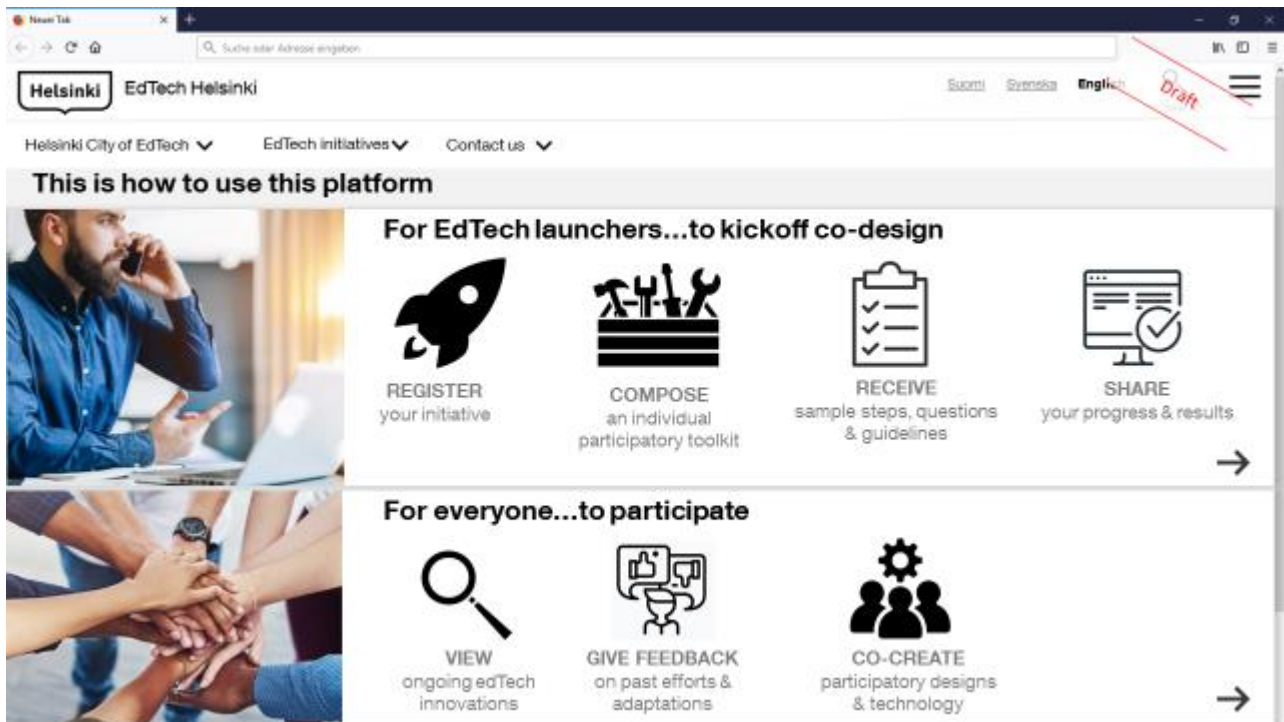 Neuer Tab
Suche oder Adresse eingeben
Helsinki
EdTech Helsinki
Suomi
Svenska
English
Draft
Helsinki City of EdTech
EdTech initiatives
Contact us
This is how to use this platform
For EdTech launchers...to kickoff co-design
REGISTER
your initiative
COMPOSE
an individual
participatory toolkit
RECEIVE
sample steps, questions
& guidelines
SHARE
your progress & results
For everyone...to participate
VIEW
ongoing edTech
innovations
GIVE FEEDBACK
on past efforts &
adaptations
CO-CREATE
participatory designs
& technology